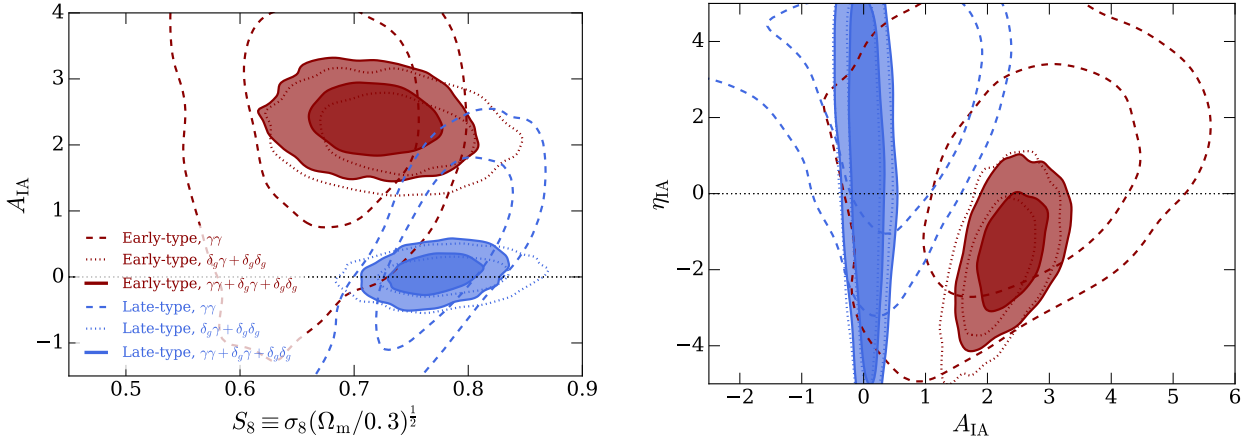 4
3
2
1
0
−1
A_IA
Early-type, γγ
Early-type, δ_gγ + δ_gδ_g
Early-type, γγ + δ_gγ + δ_gδ_g
Late-type, γγ
Late-type, δ_gγ + δ_gδ_g
Late-type, γγ + δ_gγ + δ_gδ_g
0.5 0.6 0.7 0.8 0.9
S_8 ≡ σ_8(Ω_m/0.3)^{1/2}
4
2
0
−2
−4
η_IA
−2 −1 0 1 2 3 4 5 6
A_IA